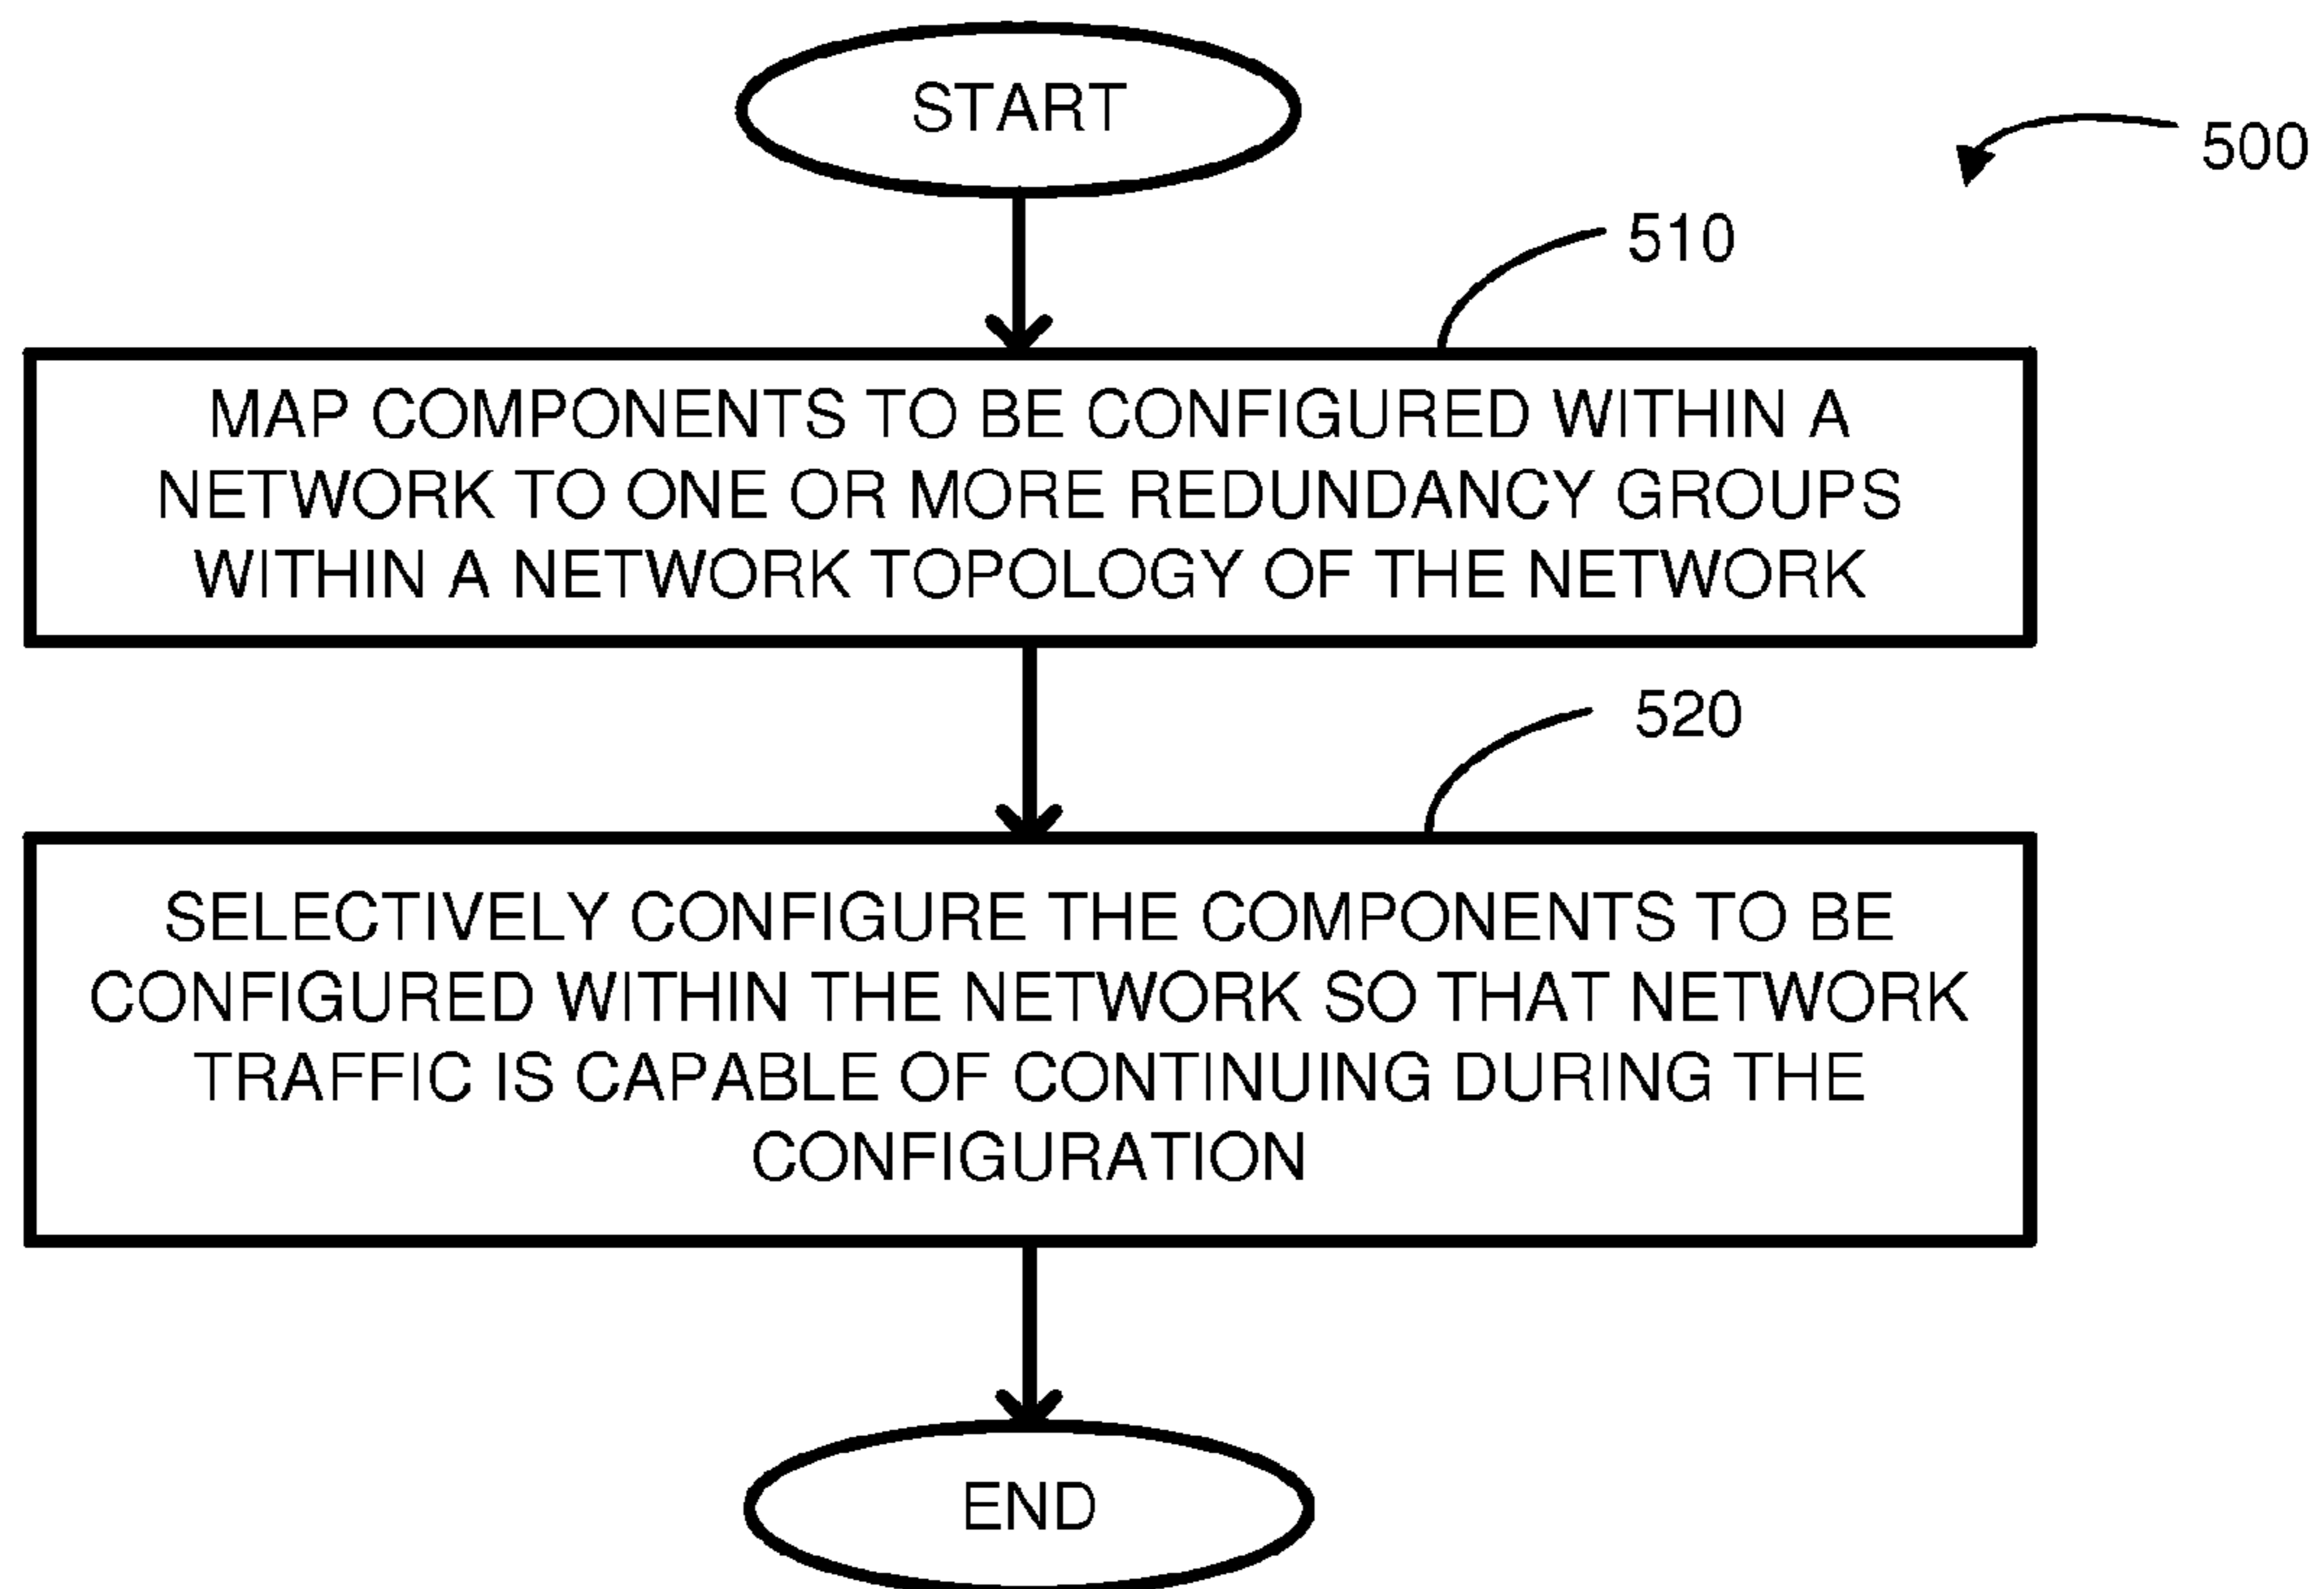 START
500
510
MAP COMPONENTS TO BE CONFIGURED WITHIN A
NETWORK TO ONE OR MORE REDUNDANCY GROUPS
WITHIN A NETWORK TOPOLOGY OF THE NETWORK
520
SELECTIVELY CONFIGURE THE COMPONENTS TO BE
CONFIGURED WITHIN THE NETWORK SO THAT NETWORK
TRAFFIC IS CAPABLE OF CONTINUING DURING THE
CONFIGURATION
END